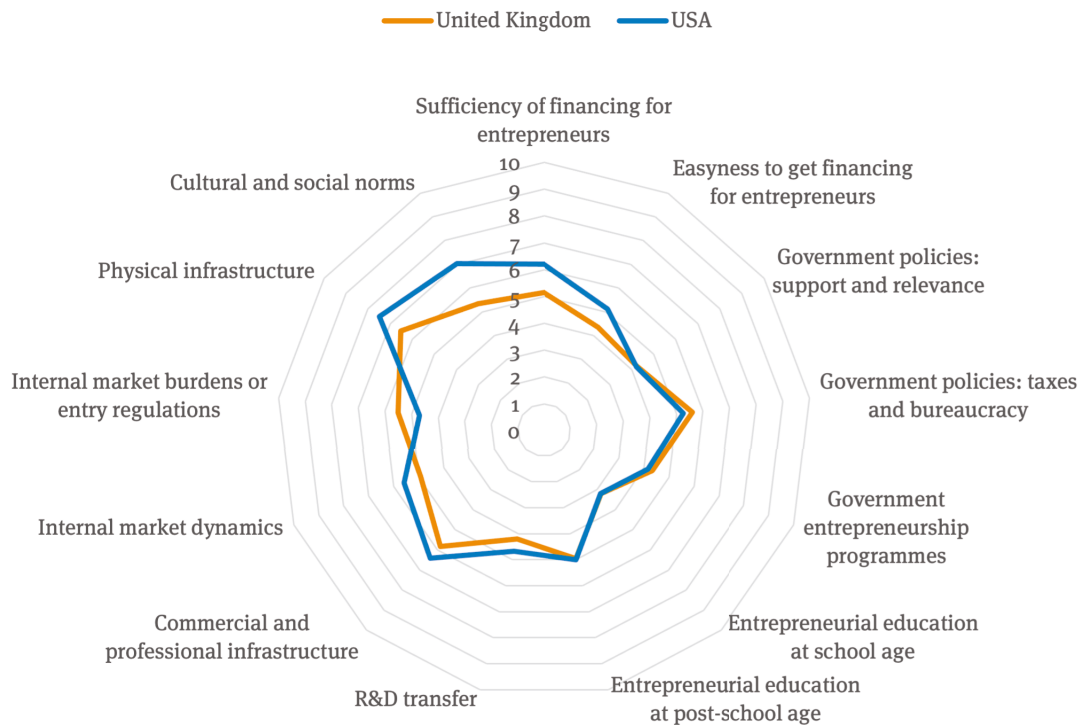 United Kingdom
USA
Sufficiency of financing for
entrepreneurs
Easyness to get financing
for entrepreneurs
Government policies:
support and relevance
Government policies: taxes
and bureaucracy
Government
entrepreneurship
programmes
Entrepreneurial education
at school age
Entrepreneurial education
at post-school age
R&D transfer
Commercial and
professional infrastructure
Internal market dynamics
Internal market burdens or
entry regulations
Physical infrastructure
Cultural and social norms
10
9
8
7
6
5
4
3
2
1
0